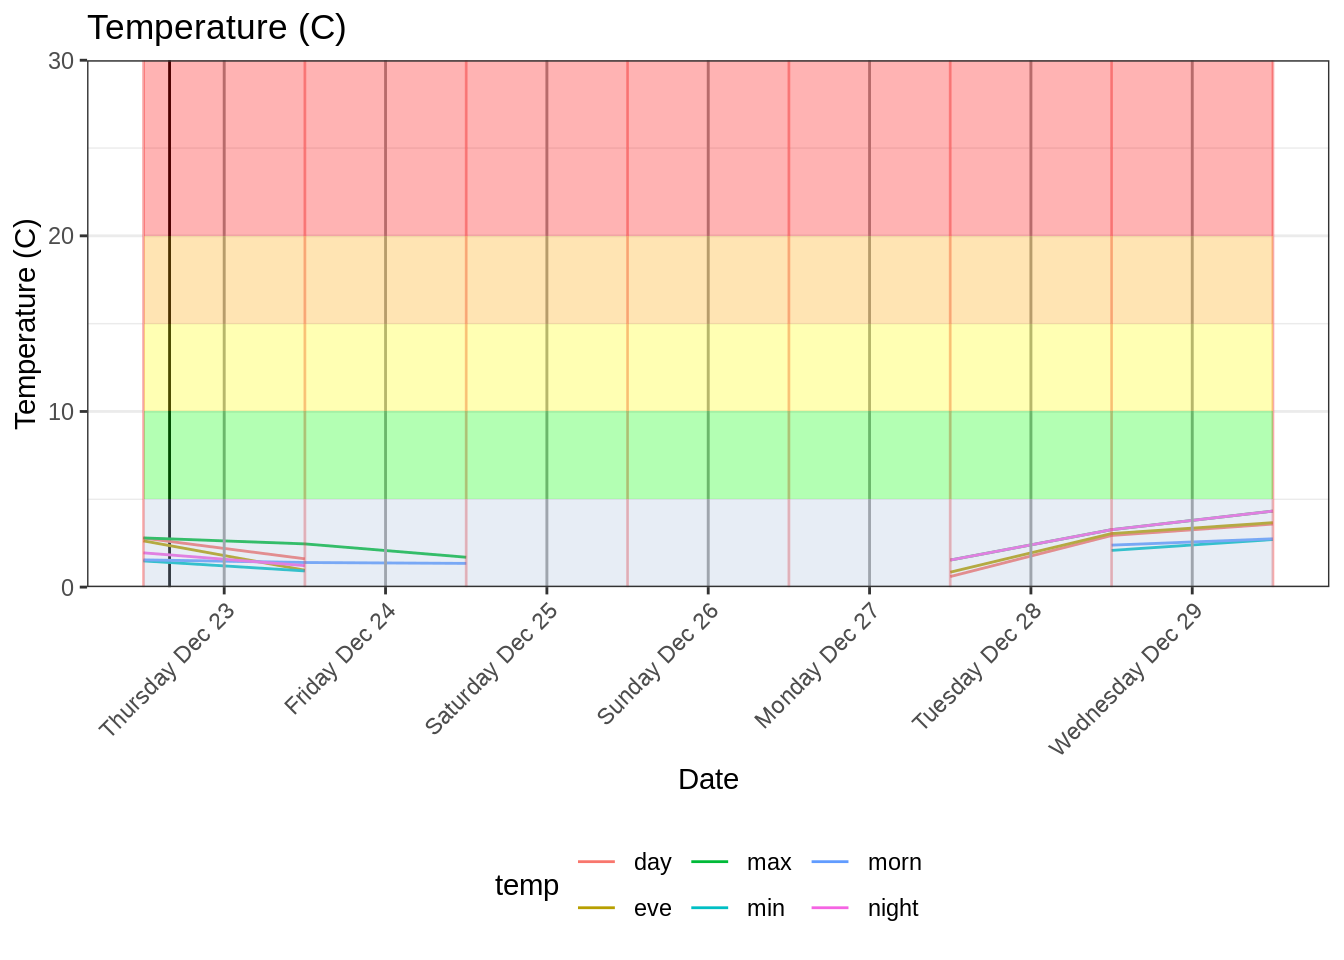 Temperature (C)
Temperature (C)
30
20
10
0
Thursday Dec 23
Friday Dec 24
Saturday Dec 25
Sunday Dec 26
Monday Dec 27
Tuesday Dec 28
Wednesday Dec 29
Date
temp
day
max
morn
eve
min
night